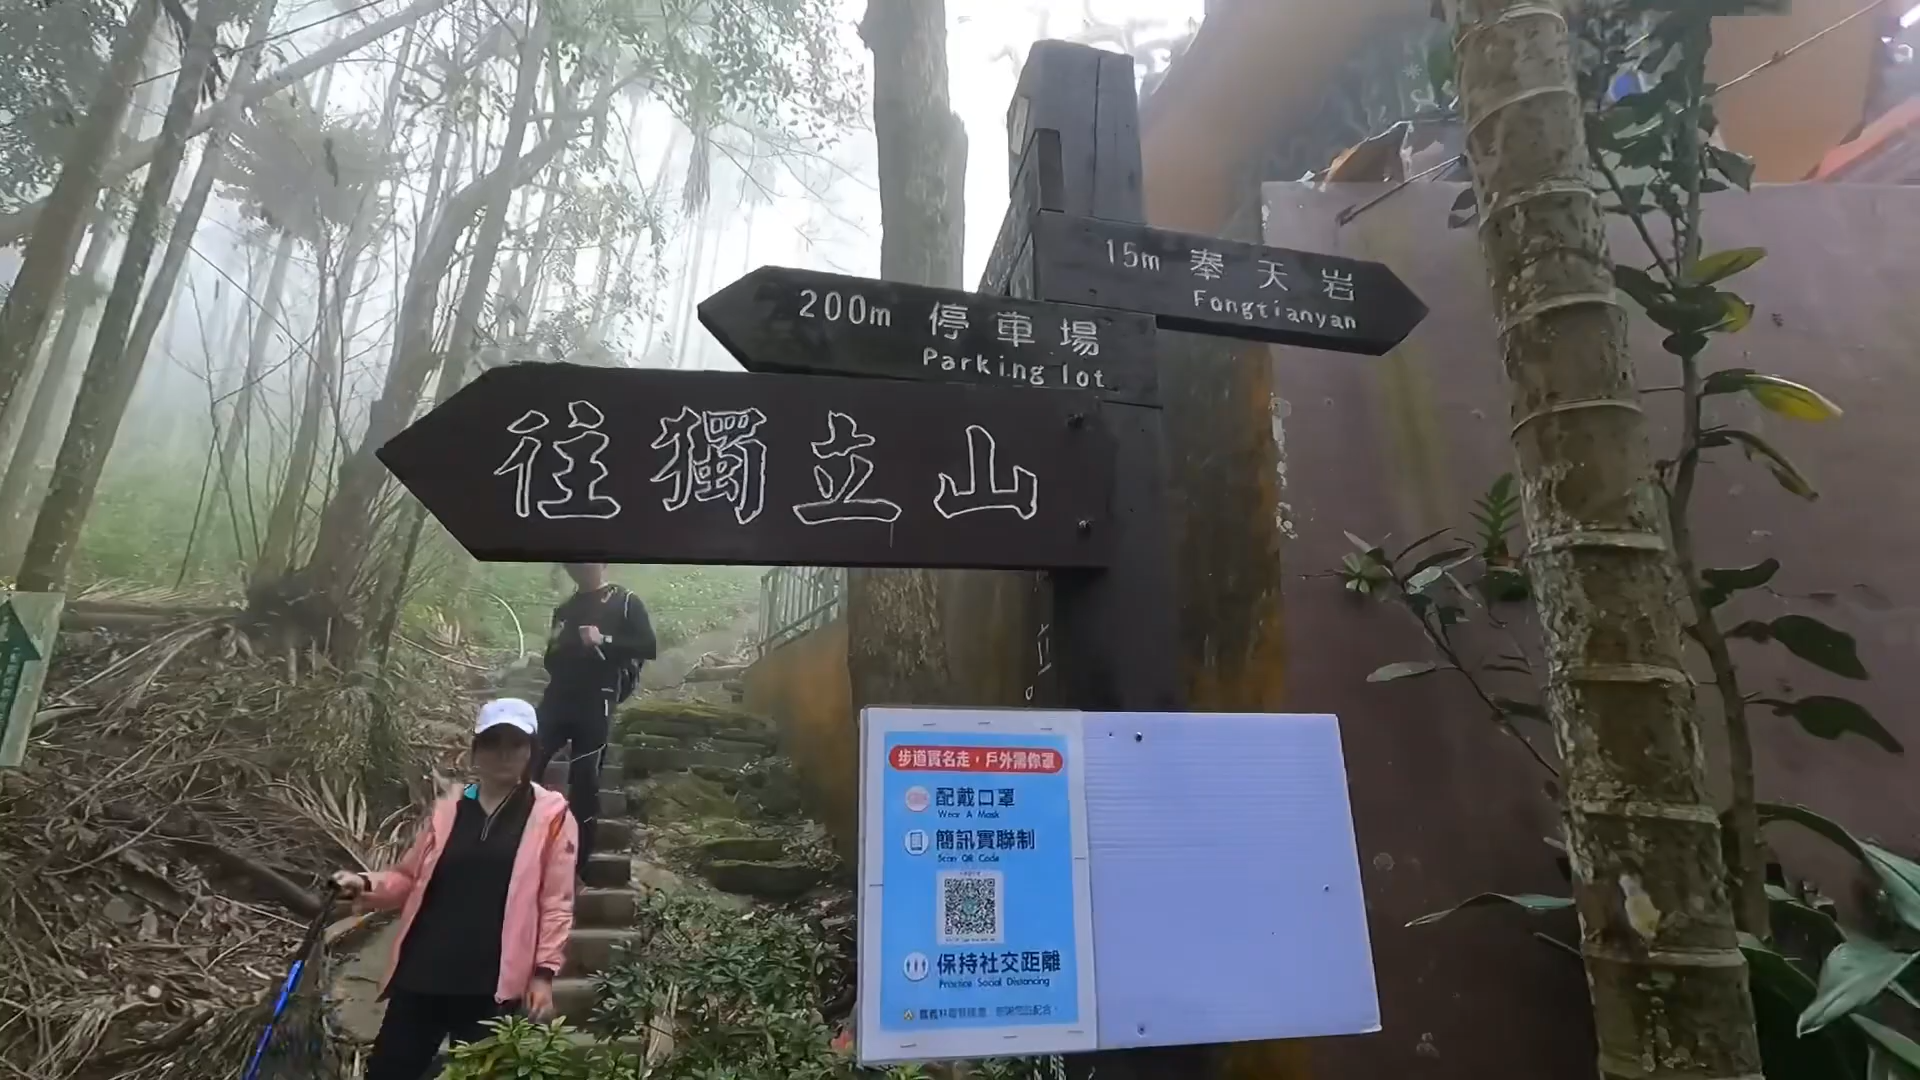 15m 奉天岩
Fongtianyan
200m 停車場
Parking lot
往獨立山
步道實名走，戶外需你罩
配戴口罩
Wear A Mask
簡訊實聯制
Scan QR Code
保持社交距離
Practice Social Distancing